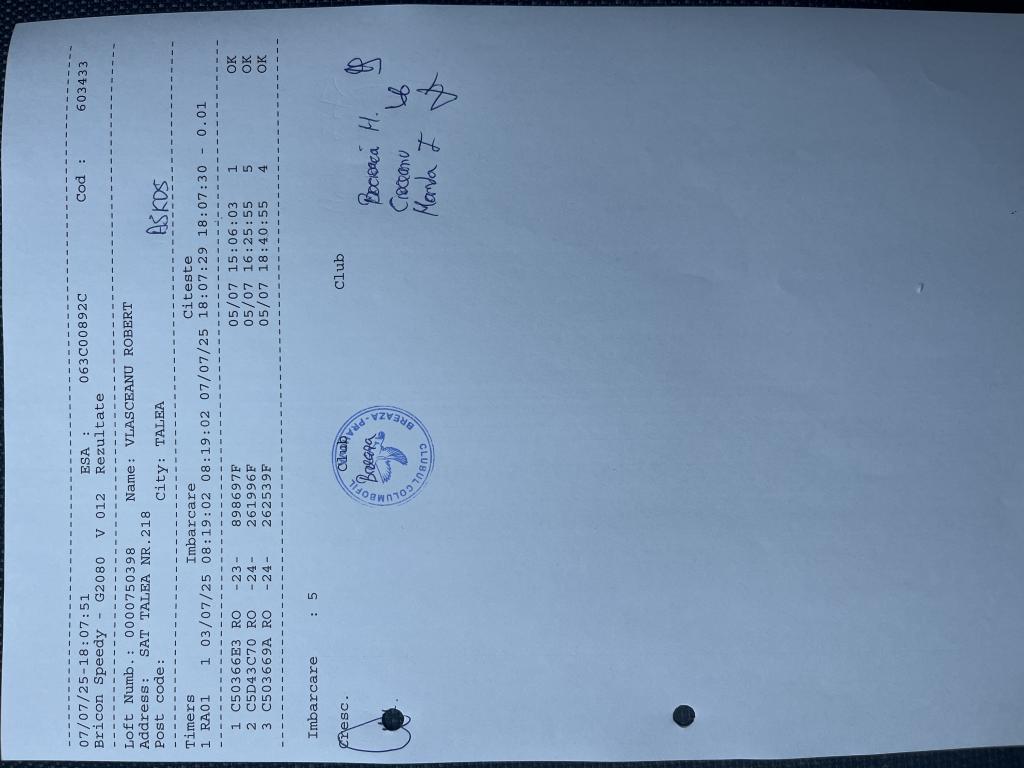 07/07/25-18:07:51 ESA : 063C00892C Cod : 603433
Bricon Speedy - G2080 V 012 Rezultate
Loft Numb.: 0000750398 Name: VLASCEANU ROBERT
Address: SAT TALEA NR.218
Post code: City: TALEA
Timers Imbarcare Citeste
1 RA01 1 03/07/25 08:19:02 08:19:02 07/07/25 18:07:29 18:07:30 - 0.01
1 C50366E3 RO -23- 898697F 05/07 15:06:03 1 OK
2 C5D43C70 RO -24- 261996F 05/07 16:25:55 5 OK
3 C503669A RO -24- 262539F 05/07 18:40:55 4 OK
Imbarcare : 5
Cresc. Club Club
CLUBUL COLUMBOFIL
BREAZA-PRAHOVA